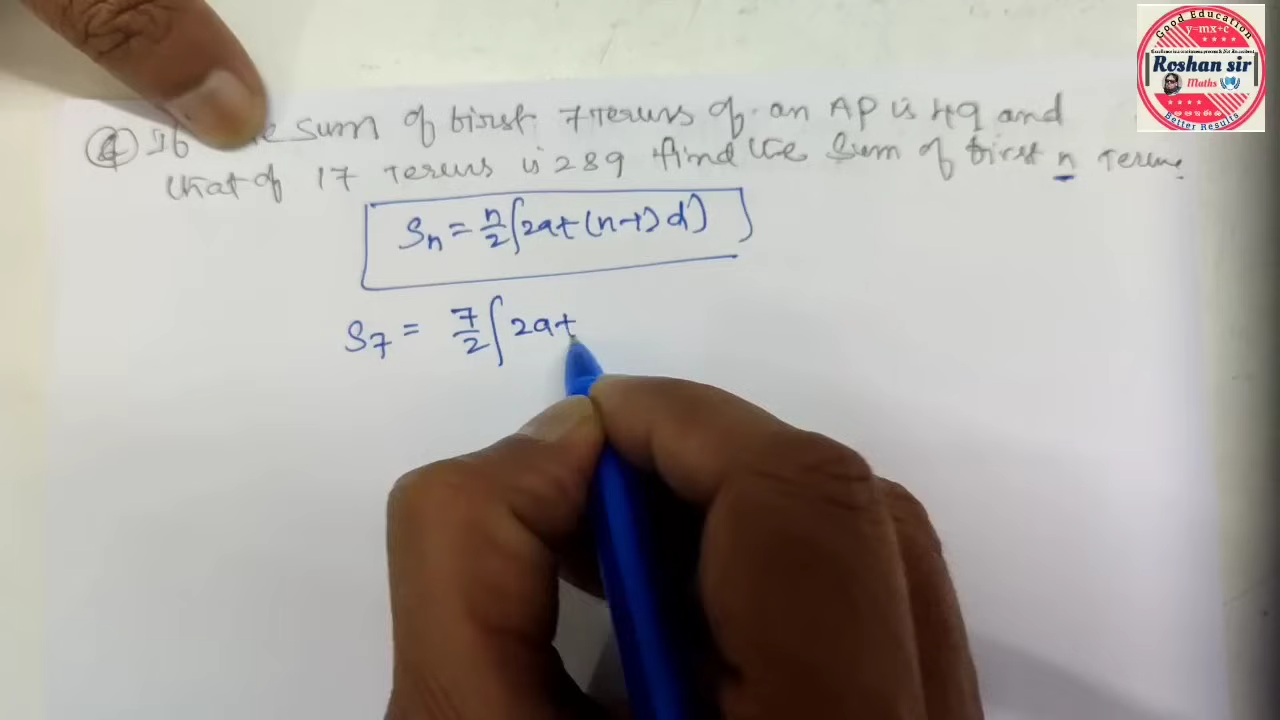 ④ If the sum of first 7 terms of an AP is 49 and
that of 17 terms is 289 find the sum of first n terms.
Sn = n/2 [2a+(n-1)d]
S7 = 7/2 [2a+
Good Education
y=mx+c
Roshan sir
Maths
Better Results